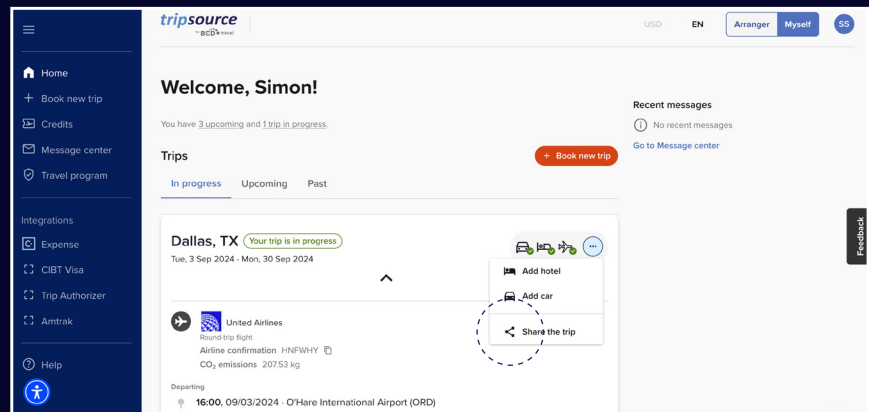 tripsource
by BCD travel
USD
EN
Arranger
Myself
SS
Home
Book new trip
Credits
Message center
Travel program
Integrations
Expense
CIBT Visa
Trip Authorizer
Amtrak
Help
Welcome, Simon!
You have 3 upcoming and 1 trip in progress.
Trips
+ Book new trip
In progress
Upcoming
Past
Dallas, TX
Your trip is in progress
Tue, 3 Sep 2024 - Mon, 30 Sep 2024
Add hotel
Add car
Share the trip
United Airlines
Round-trip flight
Airline confirmation HNFWHY
CO₂ emissions 207.53 kg
Departing
16:00, 09/03/2024 · O'Hare International Airport (ORD)
Recent messages
No recent messages
Go to Message center
Feedback